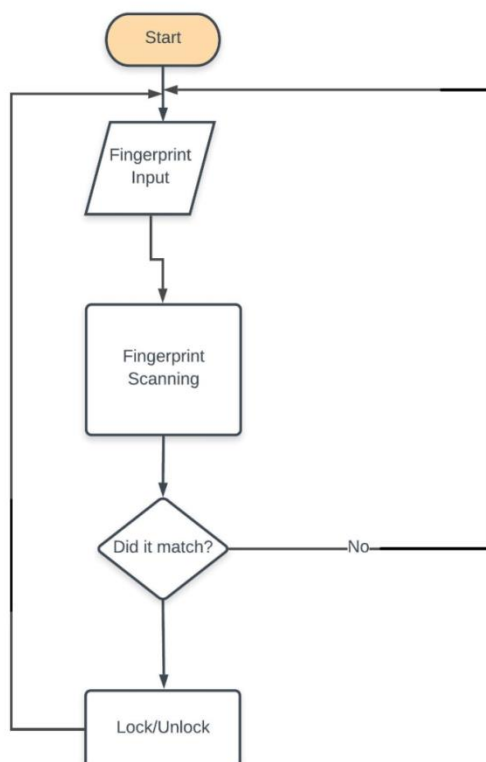 Start
Fingerprint
Input
Fingerprint
Scanning
Did it match?
No
Lock/Unlock